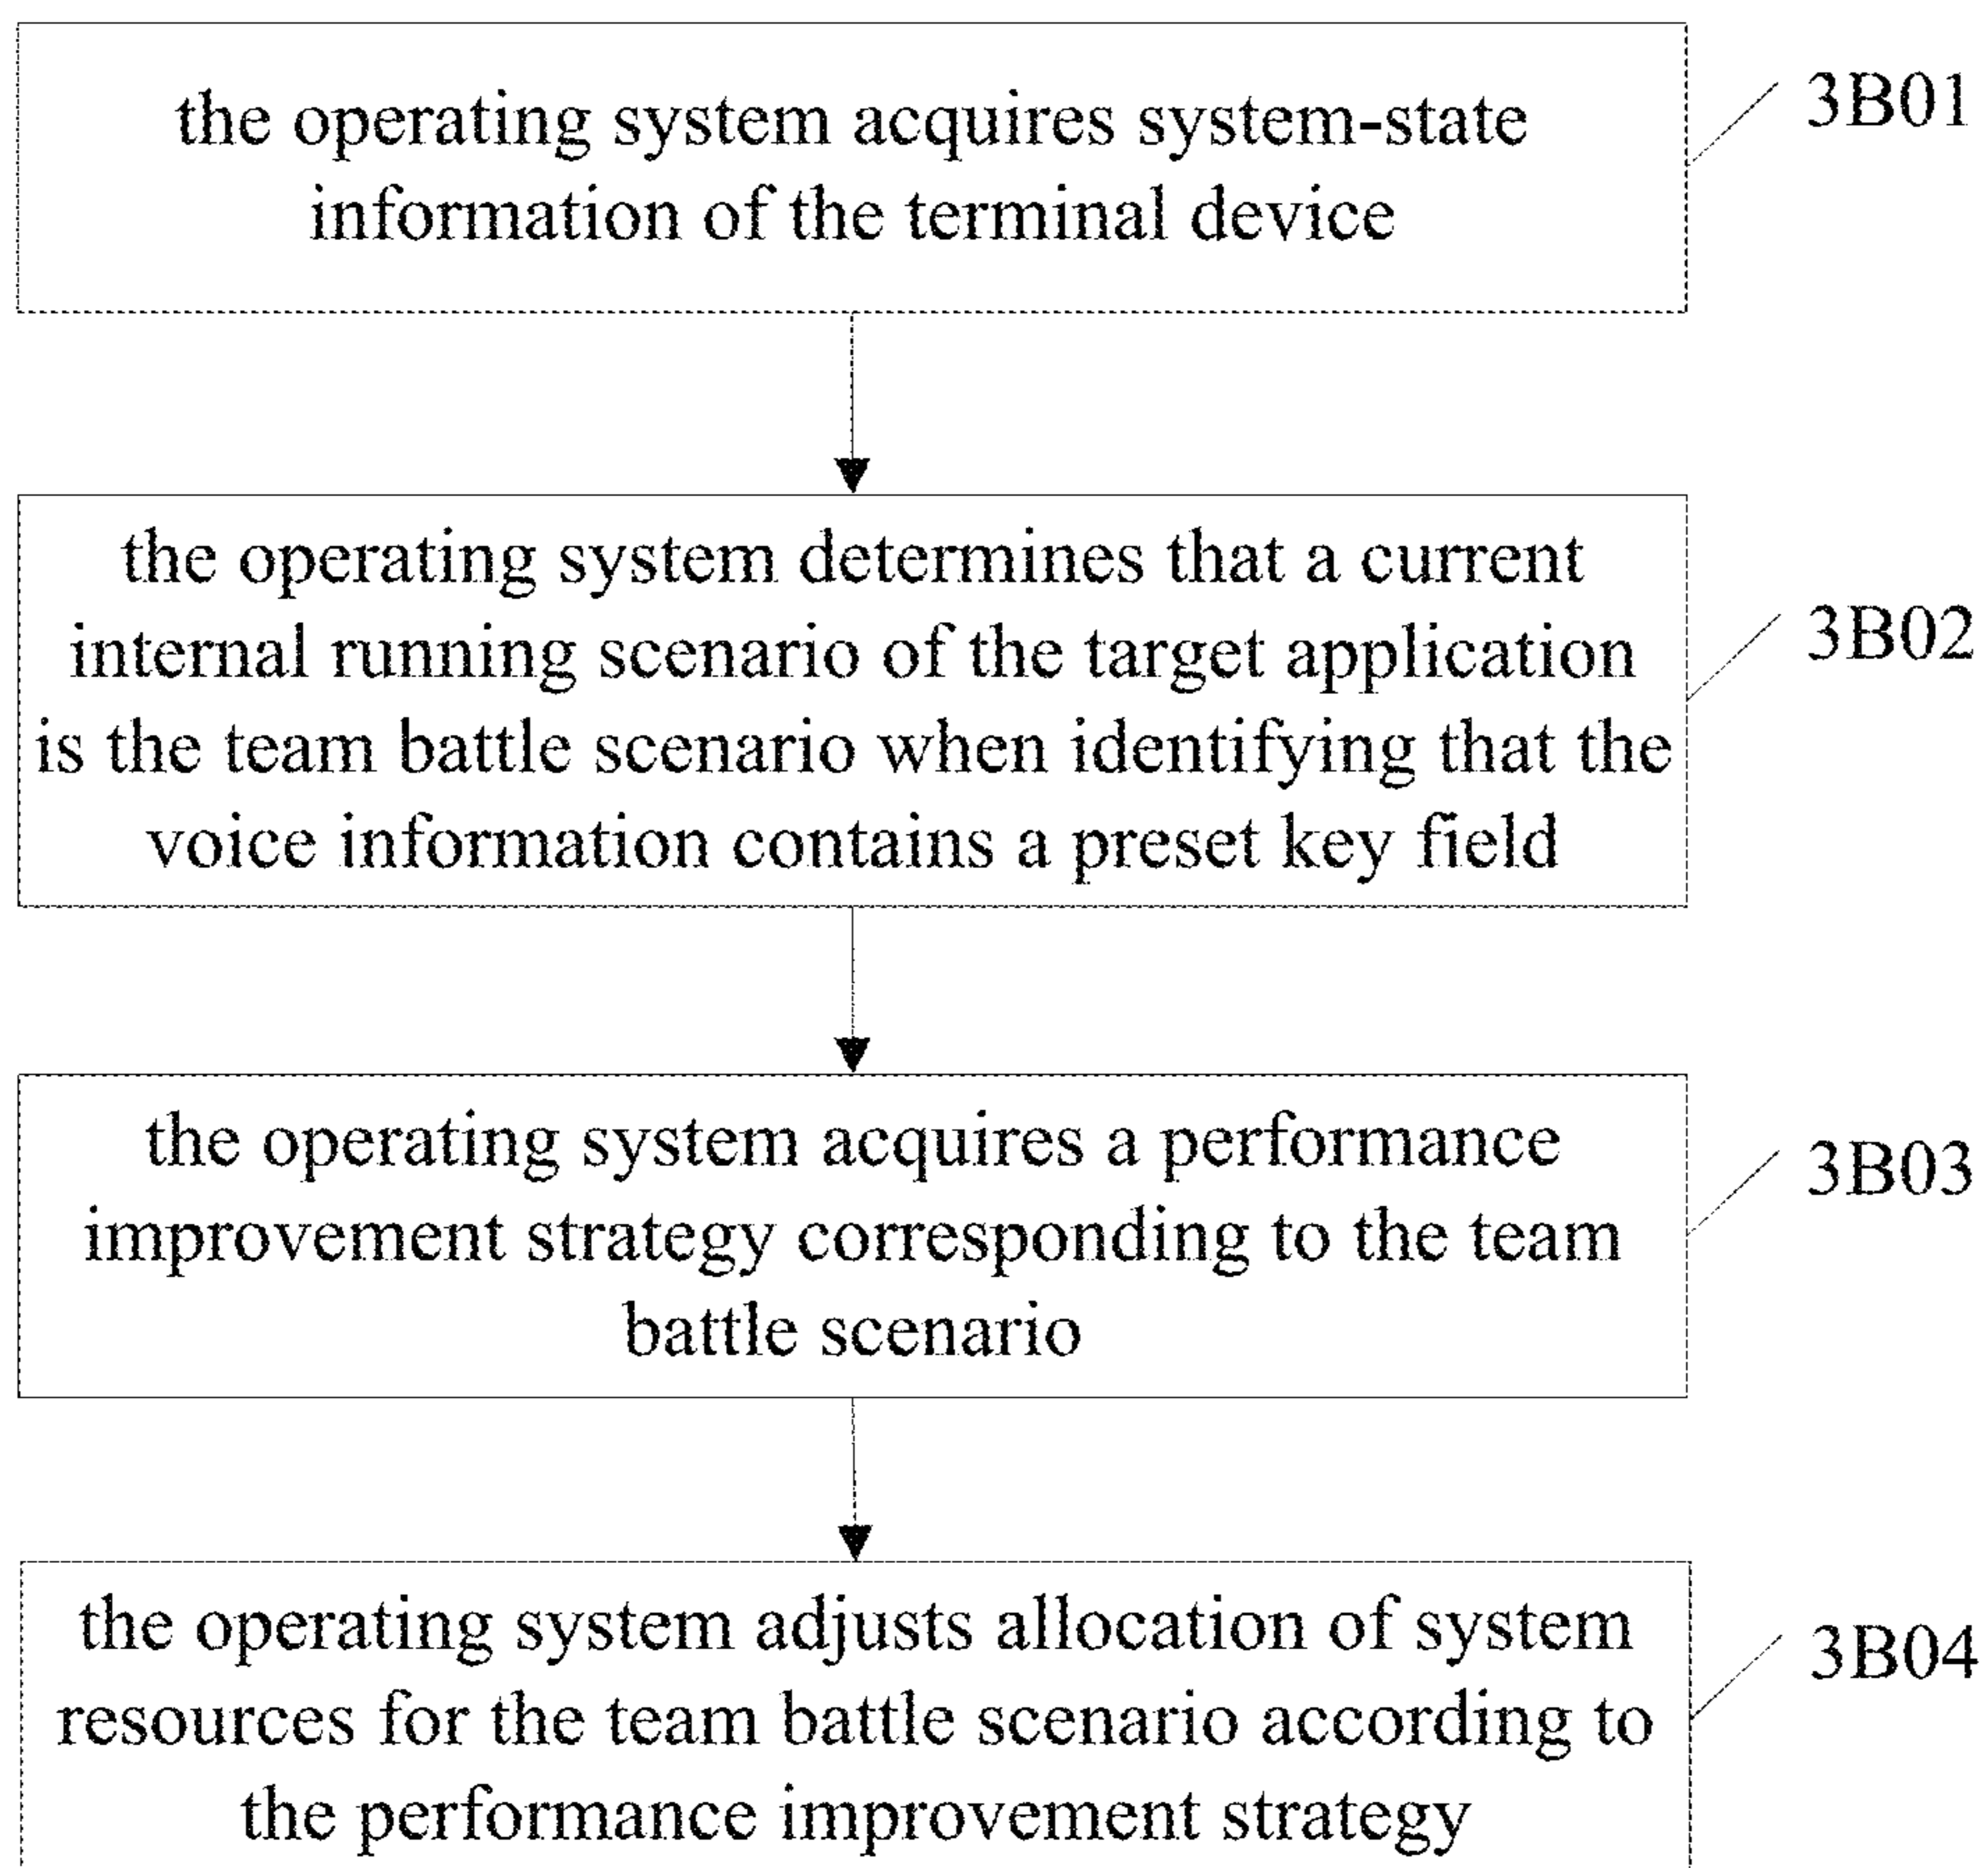 the operating system acquires system-state
information of the terminal device
3B01
the operating system determines that a current
internal running scenario of the target application
is the team battle scenario when identifying that the
voice information contains a preset key field
3B02
the operating system acquires a performance
improvement strategy corresponding to the team
battle scenario
3B03
the operating system adjusts allocation of system
resources for the team battle scenario according to
the performance improvement strategy
3B04